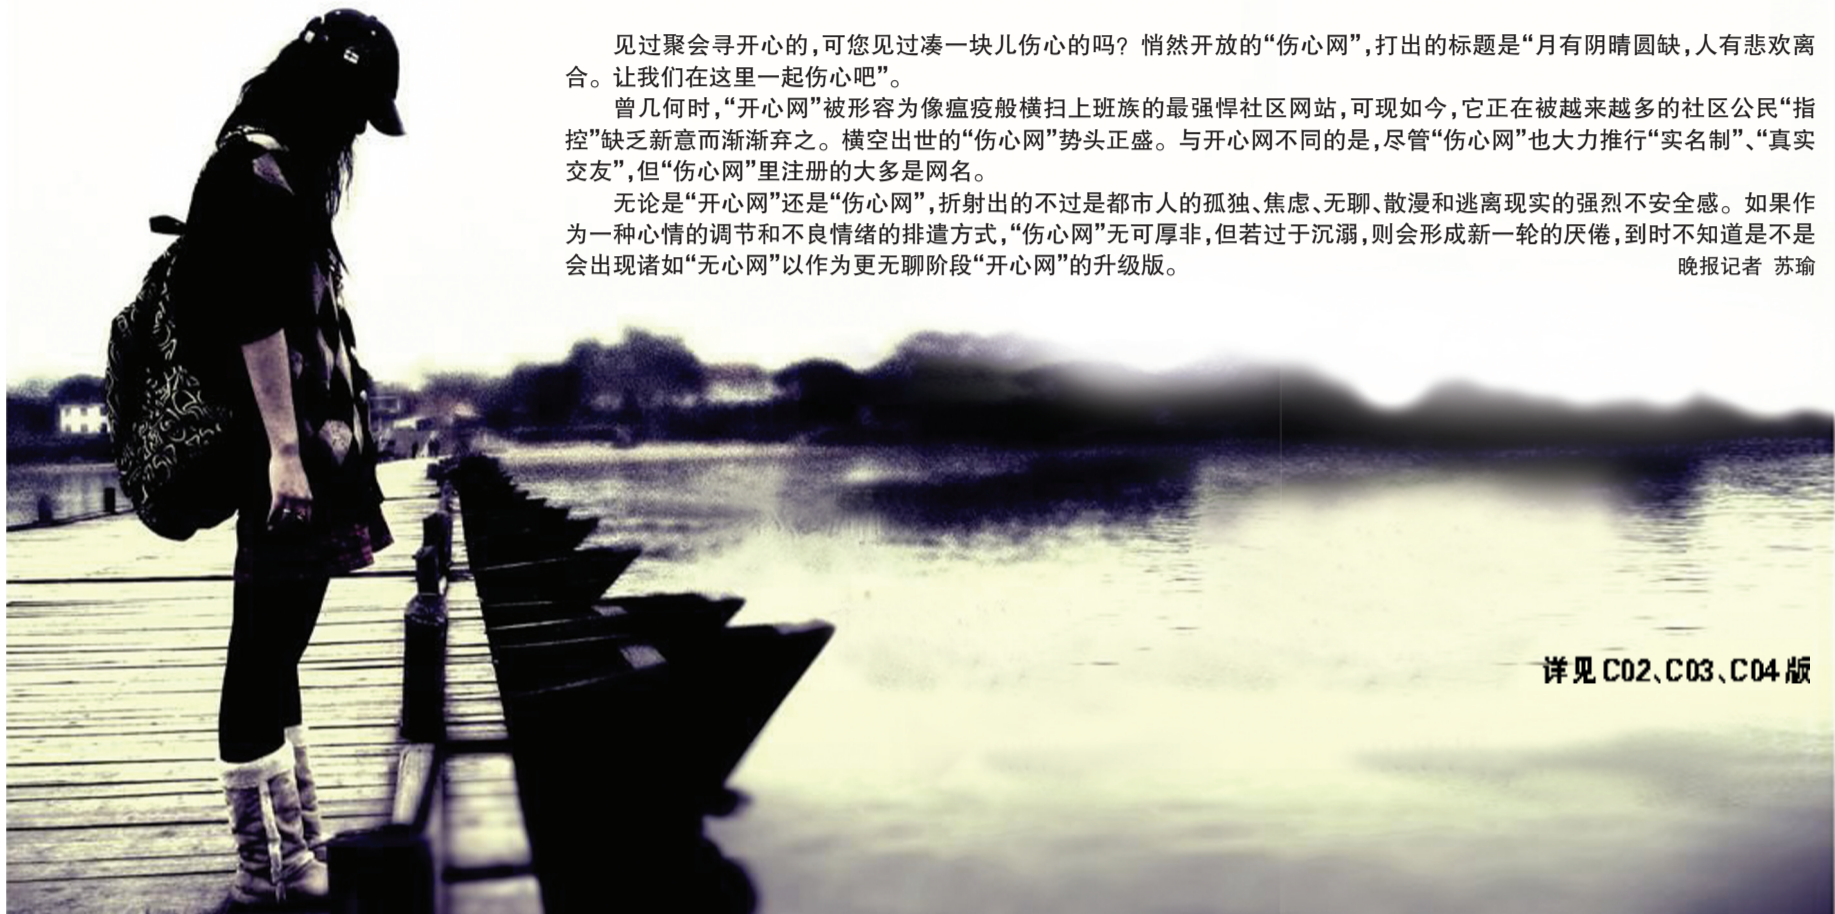 见过聚会寻开心的，可您见过凑一块儿伤心的吗？悄然开放的“伤心网”，打出的标题是“月有阴晴圆缺，人有悲欢离
合。让我们在这里一起伤心吧”。
曾几何时，“开心网”被形容为像瘟疫般横扫上班族的最强悍社区网站，可现如今，它正在被越来越多的社区公民“指
控”缺乏新意而渐渐弃之。横空出世的“伤心网”势头正盛。与开心网不同的是，尽管“伤心网”也大力推行“实名制”、“真实
交友”，但“伤心网”里注册的大多是网名。
无论是“开心网”还是“伤心网”，折射出的不过是都市人的孤独、焦虑、无聊、散漫和逃离现实的强烈不安全感。如果作
为一种心情的调节和不良情绪的排遣方式，“伤心网”无可厚非，但若过于沉溺，则会形成新一轮的厌倦，到时不知道是不是
会出现诸如“无心网”以作为更无聊阶段“开心网”的升级版。 晚报记者 苏瑜
详见C02、C03、C04版